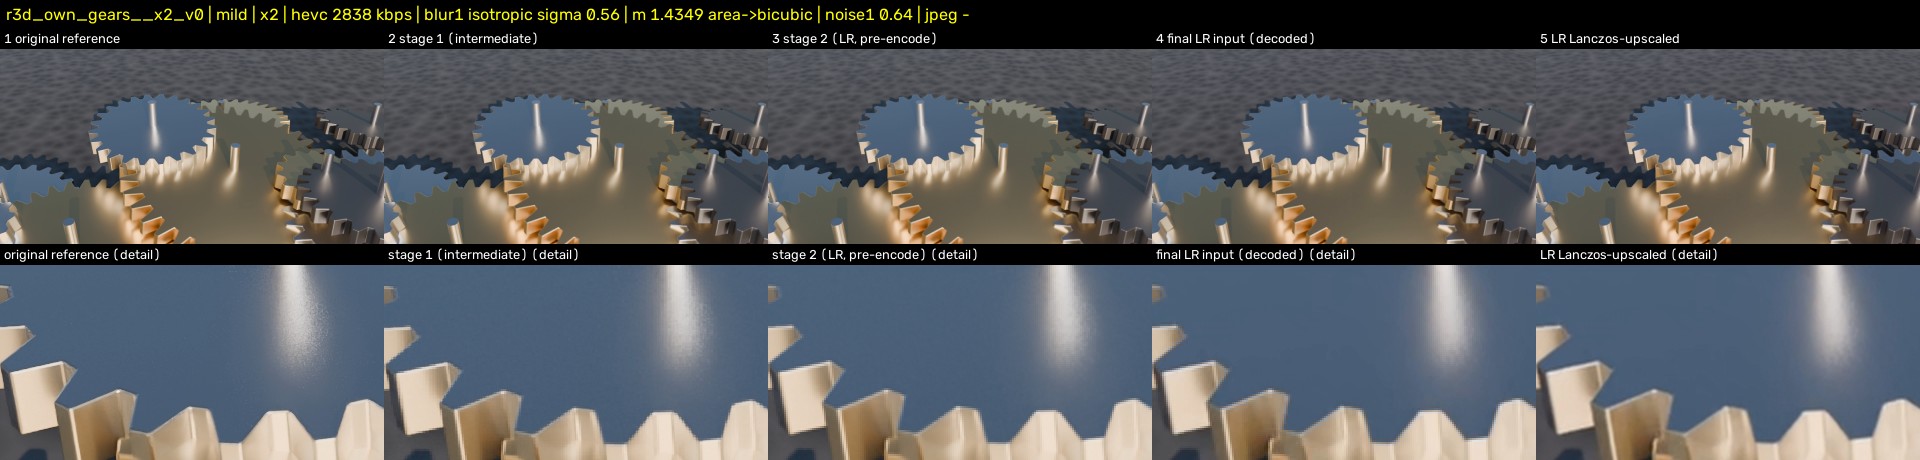 r3d_own_gears__x2_v0 | mild | x2 | hevc 2838 kbps | blur1 isotropic sigma 0.56 | m 1.4349 area->bicubic | noise1 0.64 | jpeg -
1 original reference
2 stage 1 (intermediate)
3 stage 2 (LR, pre-encode)
4 final LR input (decoded)
5 LR Lanczos-upscaled
original reference (detail)
stage 1 (intermediate) (detail)
stage 2 (LR, pre-encode) (detail)
final LR input (decoded) (detail)
LR Lanczos-upscaled (detail)